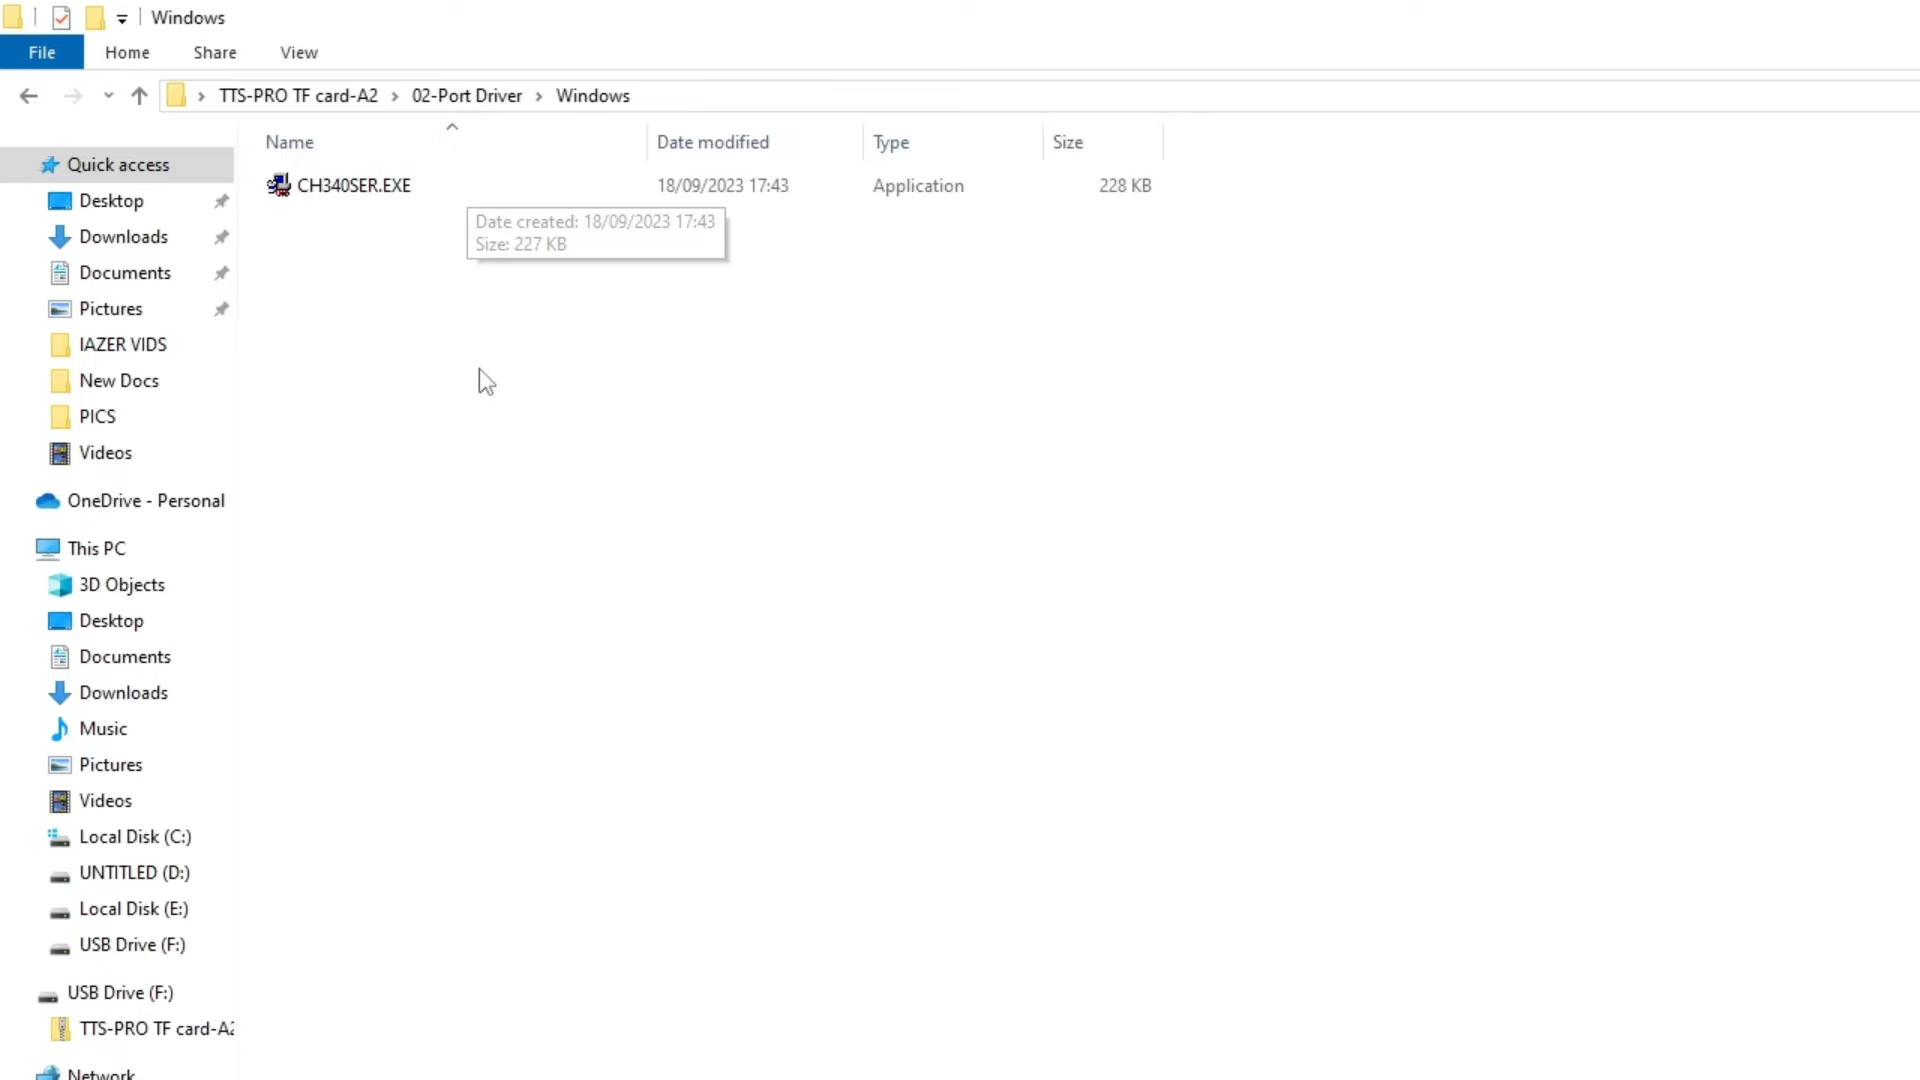 Windows
File Home Share View
TTS-PRO TF card-A2 02-Port Driver Windows
Name Date modified Type Size
CH340SER.EXE 18/09/2023 17:43 Application 228 KB
Date created: 18/09/2023 17:43
Size: 227 KB
Quick access
Desktop
Downloads
Documents
Pictures
IAZER VIDS
New Docs
PICS
Videos
OneDrive - Personal
This PC
3D Objects
Desktop
Documents
Downloads
Music
Pictures
Videos
Local Disk (C:)
UNTITLED (D:)
Local Disk (E:)
USB Drive (F:)
USB Drive (F:)
TTS-PRO TF card-A2
Network